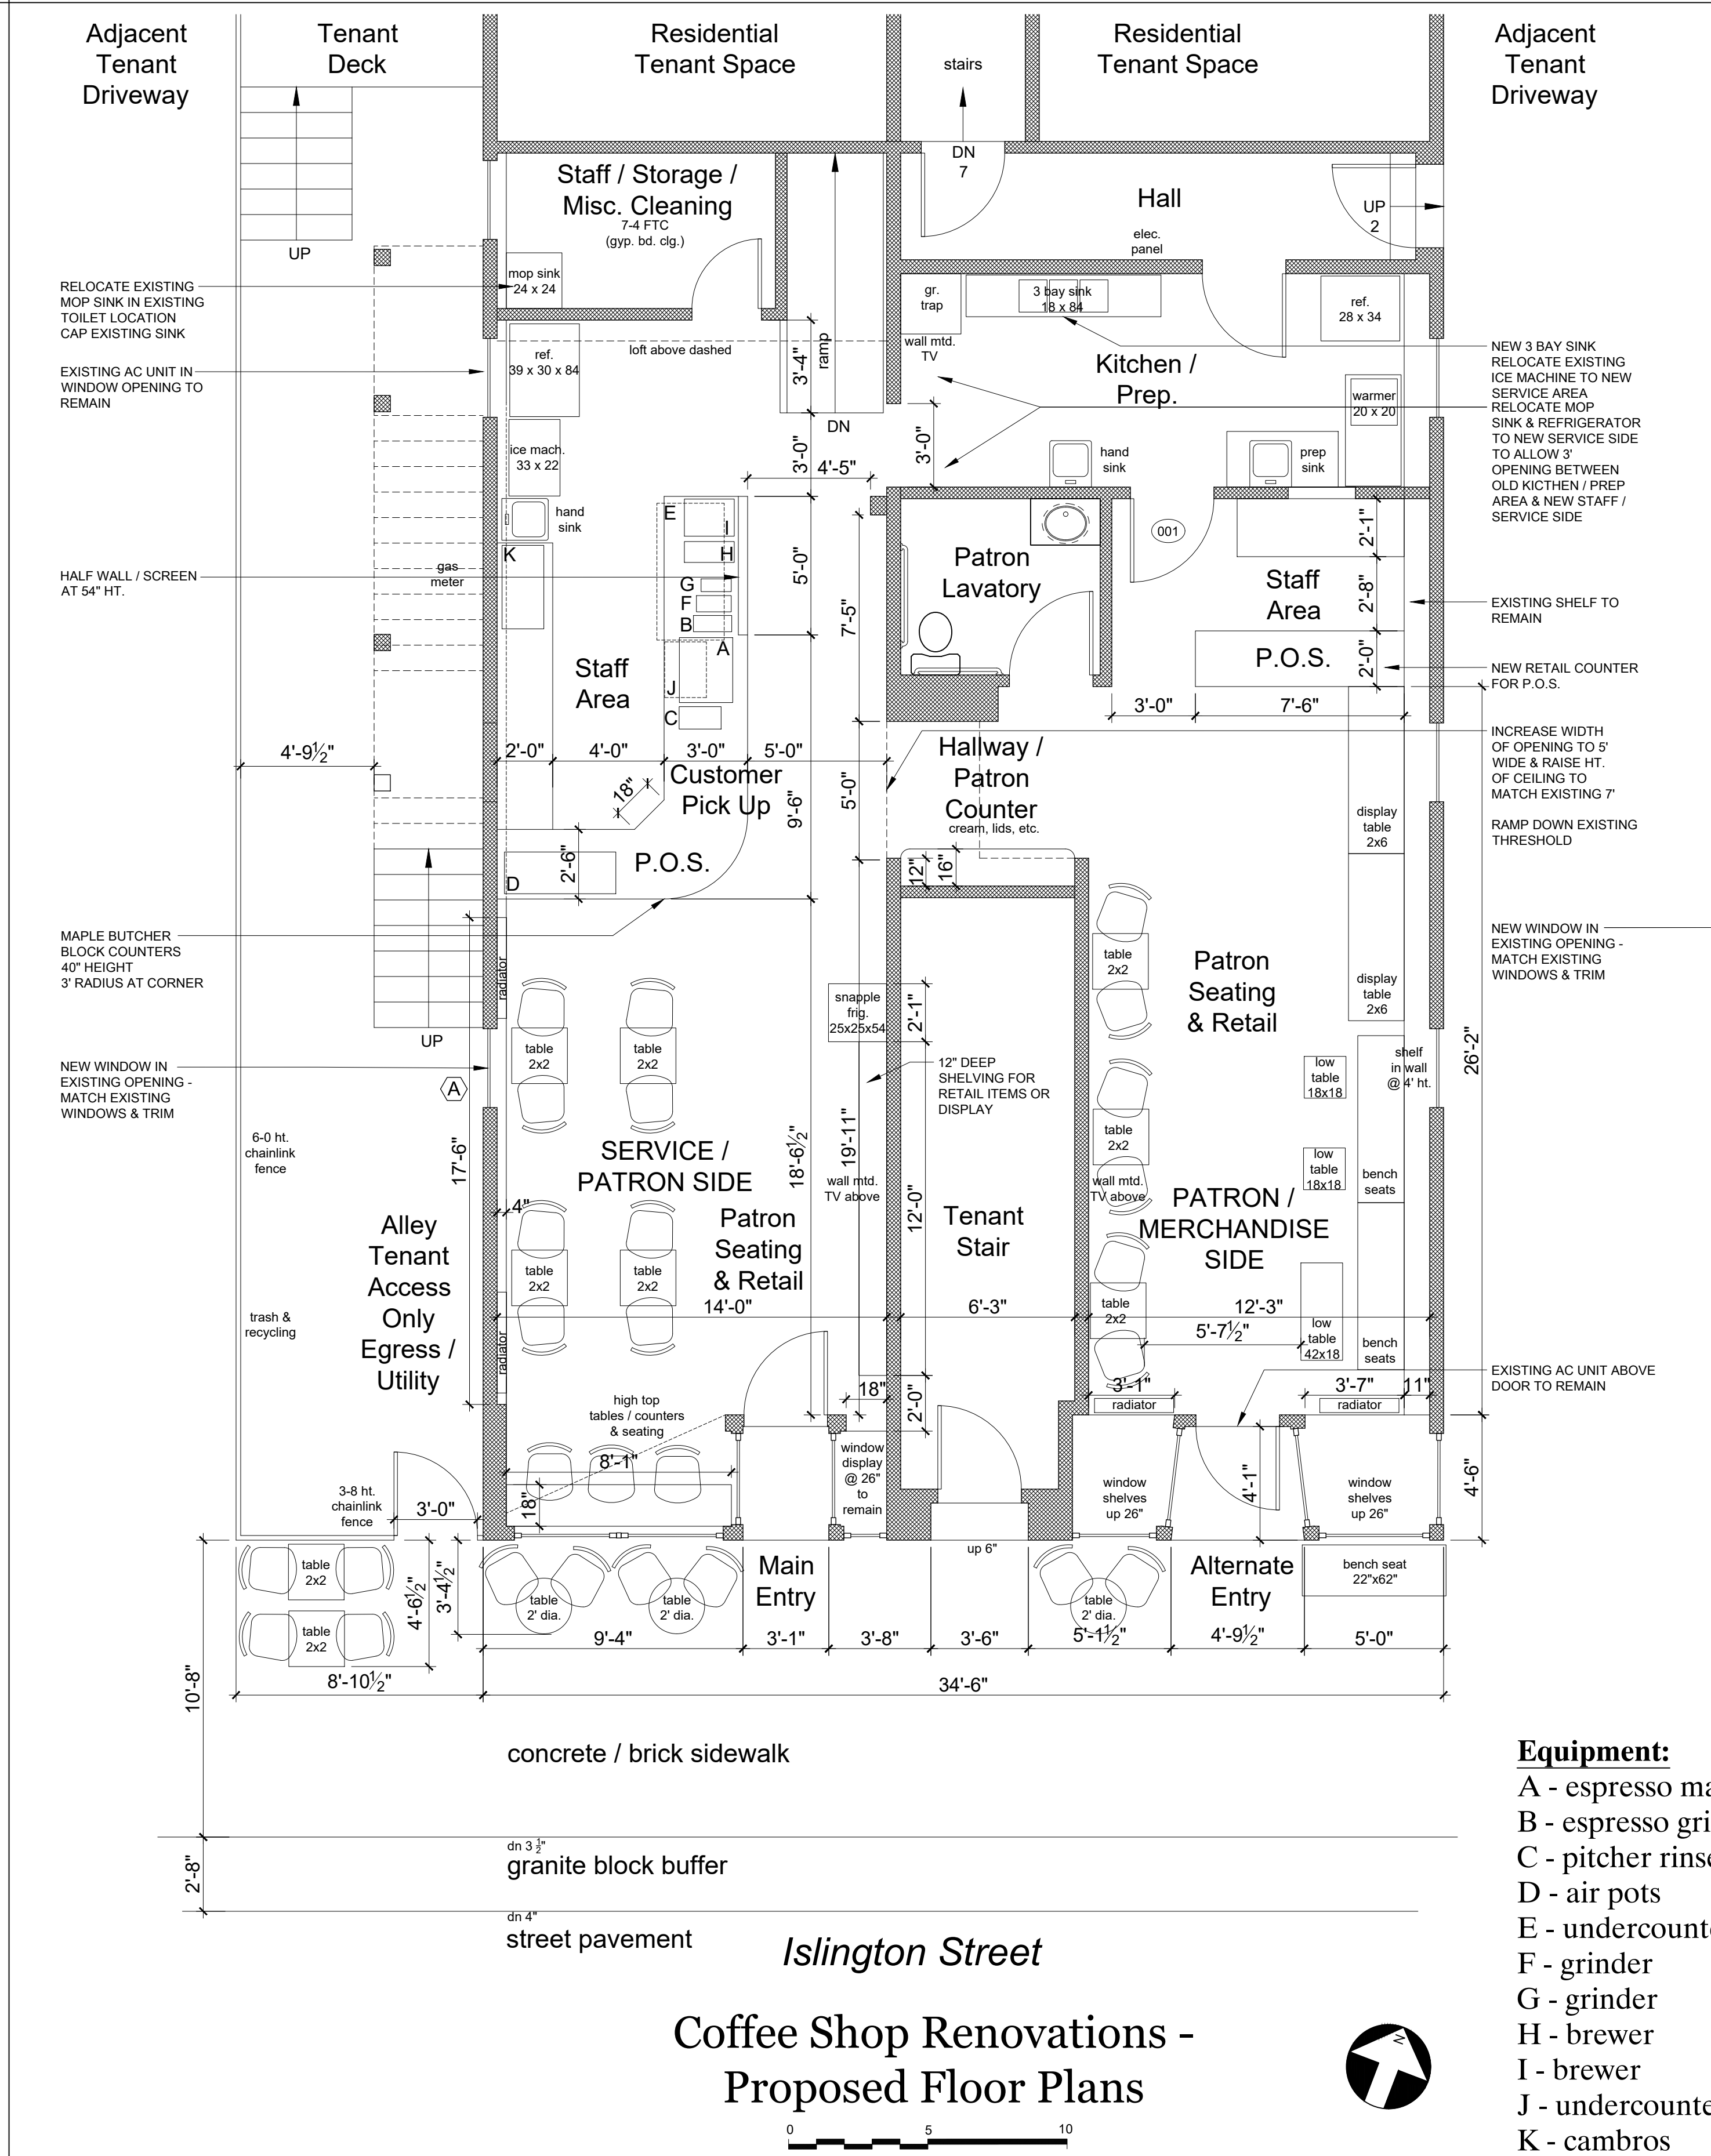 Adjacent
Tenant
Driveway
Tenant
Deck
Residential
Tenant Space
stairs
Residential
Tenant Space
Adjacent
Tenant
Driveway
DN
7
Staff / Storage /
Misc. Cleaning
7-4 FTC
(gyp. bd. clg.)
Hall
UP
2
elec.
panel
UP
mop sink
24 x 24
RELOCATE EXISTING
MOP SINK IN EXISTING
TOILET LOCATION
CAP EXISTING SINK
gr.
trap
3 bay sink
18 x 84
ref.
28 x 34
ramp
3'-4"
loft above dashed
wall mtd.
TV
ref.
39 x 30 x 84
Kitchen /
Prep.
NEW 3 BAY SINK
RELOCATE EXISTING
ICE MACHINE TO NEW
SERVICE AREA
RELOCATE MOP
SINK & REFRIGERATOR
TO NEW SERVICE SIDE
TO ALLOW 3'
OPENING BETWEEN
OLD KICTHEN / PREP
AREA & NEW STAFF /
SERVICE SIDE
EXISTING AC UNIT IN
WINDOW OPENING TO
REMAIN
warmer
20 x 20
DN
3'-0"
3'-0"
4'-5"
ice mach.
33 x 22
hand
sink
prep
sink
hand
sink
E
I
H
G
F
B
A
J
C
K
001
2'-1"
5'-0"
Patron
Lavatory
Staff
Area
2'-8"
gas
meter
HALF WALL / SCREEN
AT 54" HT.
7'-5"
EXISTING SHELF TO
REMAIN
P.O.S.
2'-0"
NEW RETAIL COUNTER
FOR P.O.S.
Staff
Area
3'-0"
7'-6"
4'-9½"
2'-0"
4'-0"
3'-0"
5'-0"
Customer
Pick Up
18"
9'-6"
5'-0"
Hallway /
Patron
Counter
cream, lids, etc.
INCREASE WIDTH
OF OPENING TO 5'
WIDE & RAISE HT.
OF CEILING TO
MATCH EXISTING 7'
RAMP DOWN EXISTING
THRESHOLD
display
table
2x6
2'-6"
P.O.S.
D
12"
16"
MAPLE BUTCHER
BLOCK COUNTERS
40" HEIGHT
3' RADIUS AT CORNER
radiator
NEW WINDOW IN
EXISTING OPENING -
MATCH EXISTING
WINDOWS & TRIM
table
2x2
Patron
Seating
& Retail
display
table
2x6
snapple
frig.
25x25x54
2'-1"
UP
table
2x2
table
2x2
26'-2"
shelf
in wall
@ 4' ht.
NEW WINDOW IN
EXISTING OPENING -
MATCH EXISTING
WINDOWS & TRIM
A
12" DEEP
SHELVING FOR
RETAIL ITEMS OR
DISPLAY
low
table
18x18
table
2x2
6-0 ht.
chainlink
fence
17'-6"
SERVICE /
PATRON SIDE
18'-6½"
19'-11"
low
table
18x18
bench
seats
wall mtd.
TV above
wall mtd.
TV above
4"
12'-0"
PATRON /
MERCHANDISE
SIDE
Alley
Tenant
Access
Only
Egress /
Utility
Patron
Seating
& Retail
Tenant
Stair
table
2x2
table
2x2
table
2x2
14'-0"
6'-3"
12'-3"
trash &
recycling
5'-7½"
low
table
42x18
bench
seats
radiator
EXISTING AC UNIT ABOVE
DOOR TO REMAIN
18"
2'-0"
3'-1"
radiator
3'-7"
11"
radiator
high top
tables / counters
& seating
8'-1"
18"
window
display
@ 26"
to
remain
window
shelves
up 26"
4'-1"
window
shelves
up 26"
4'-6"
3-8 ht.
chainlink
fence
3'-0"
up 6"
table
2x2
table
2x2
4'-6½"
3'-4½"
table
2' dia.
table
2' dia.
Main
Entry
table
2' dia.
Alternate
Entry
bench seat
22"x62"
9'-4"
3'-1"
3'-8"
3'-6"
5'-1½"
4'-9½"
5'-0"
8'-10½"
34'-6"
10'-8"
concrete / brick sidewalk
dn 3 ½"
granite block buffer
2'-8"
dn 4"
street pavement
Islington Street
Coffee Shop Renovations -
Proposed Floor Plans
0 5 10
N
Equipment:
A - espresso ma
B - espresso gri
C - pitcher rinse
D - air pots
E - undercounte
F - grinder
G - grinder
H - brewer
I - brewer
J - undercounte
K - cambros